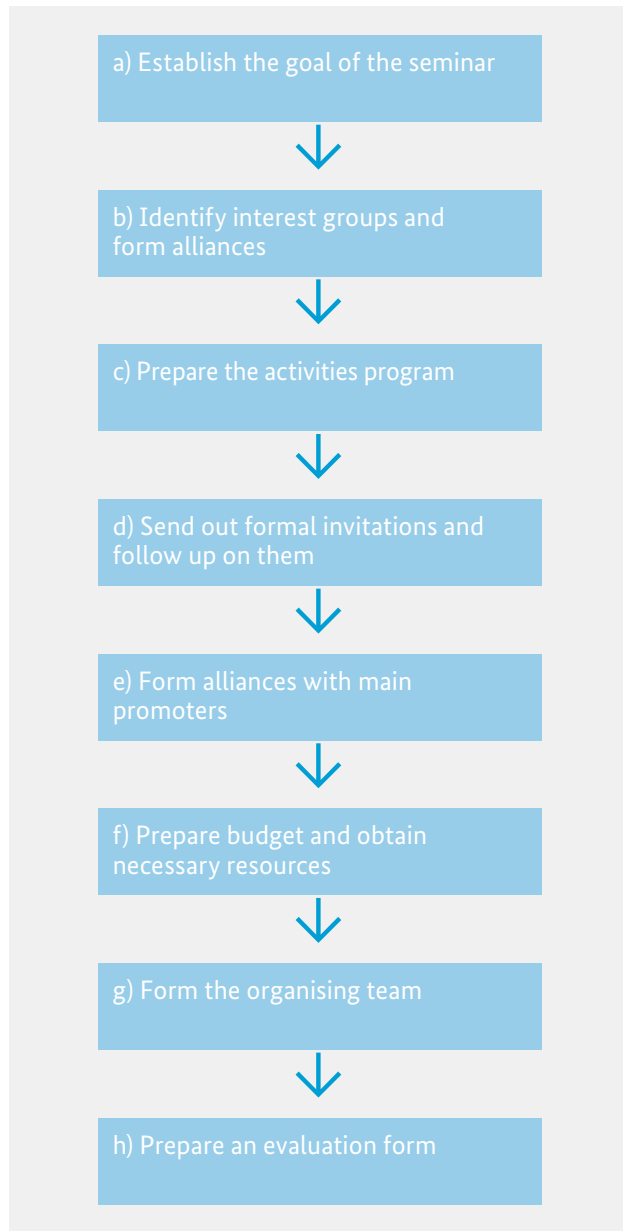 a) Establish the goal of the seminar
b) Identify interest groups and
form alliances
c) Prepare the activities program
d) Send out formal invitations and
follow up on them
e) Form alliances with main
promoters
f) Prepare budget and obtain
necessary resources
g) Form the organising team
h) Prepare an evaluation form